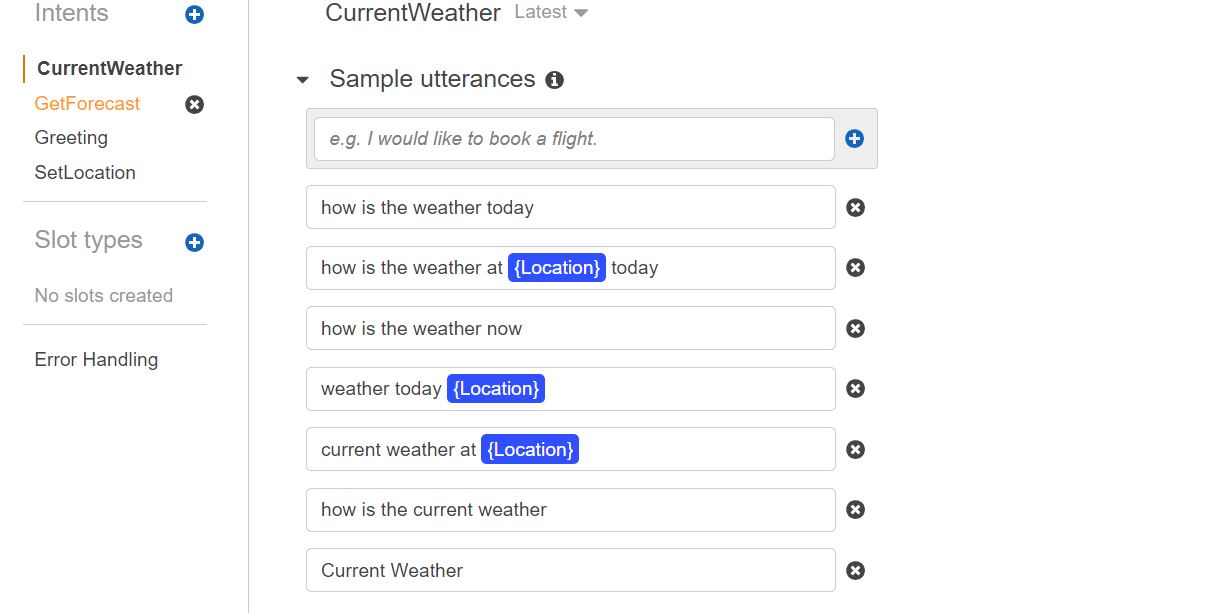 Intents
CurrentWeather
GetForecast
Greeting
SetLocation
Slot types
No slots created
Error Handling
CurrentWeather Latest
Sample utterances
e.g. I would like to book a flight.
how is the weather today
how is the weather at {Location} today
how is the weather now
weather today {Location}
current weather at {Location}
how is the current weather
Current Weather